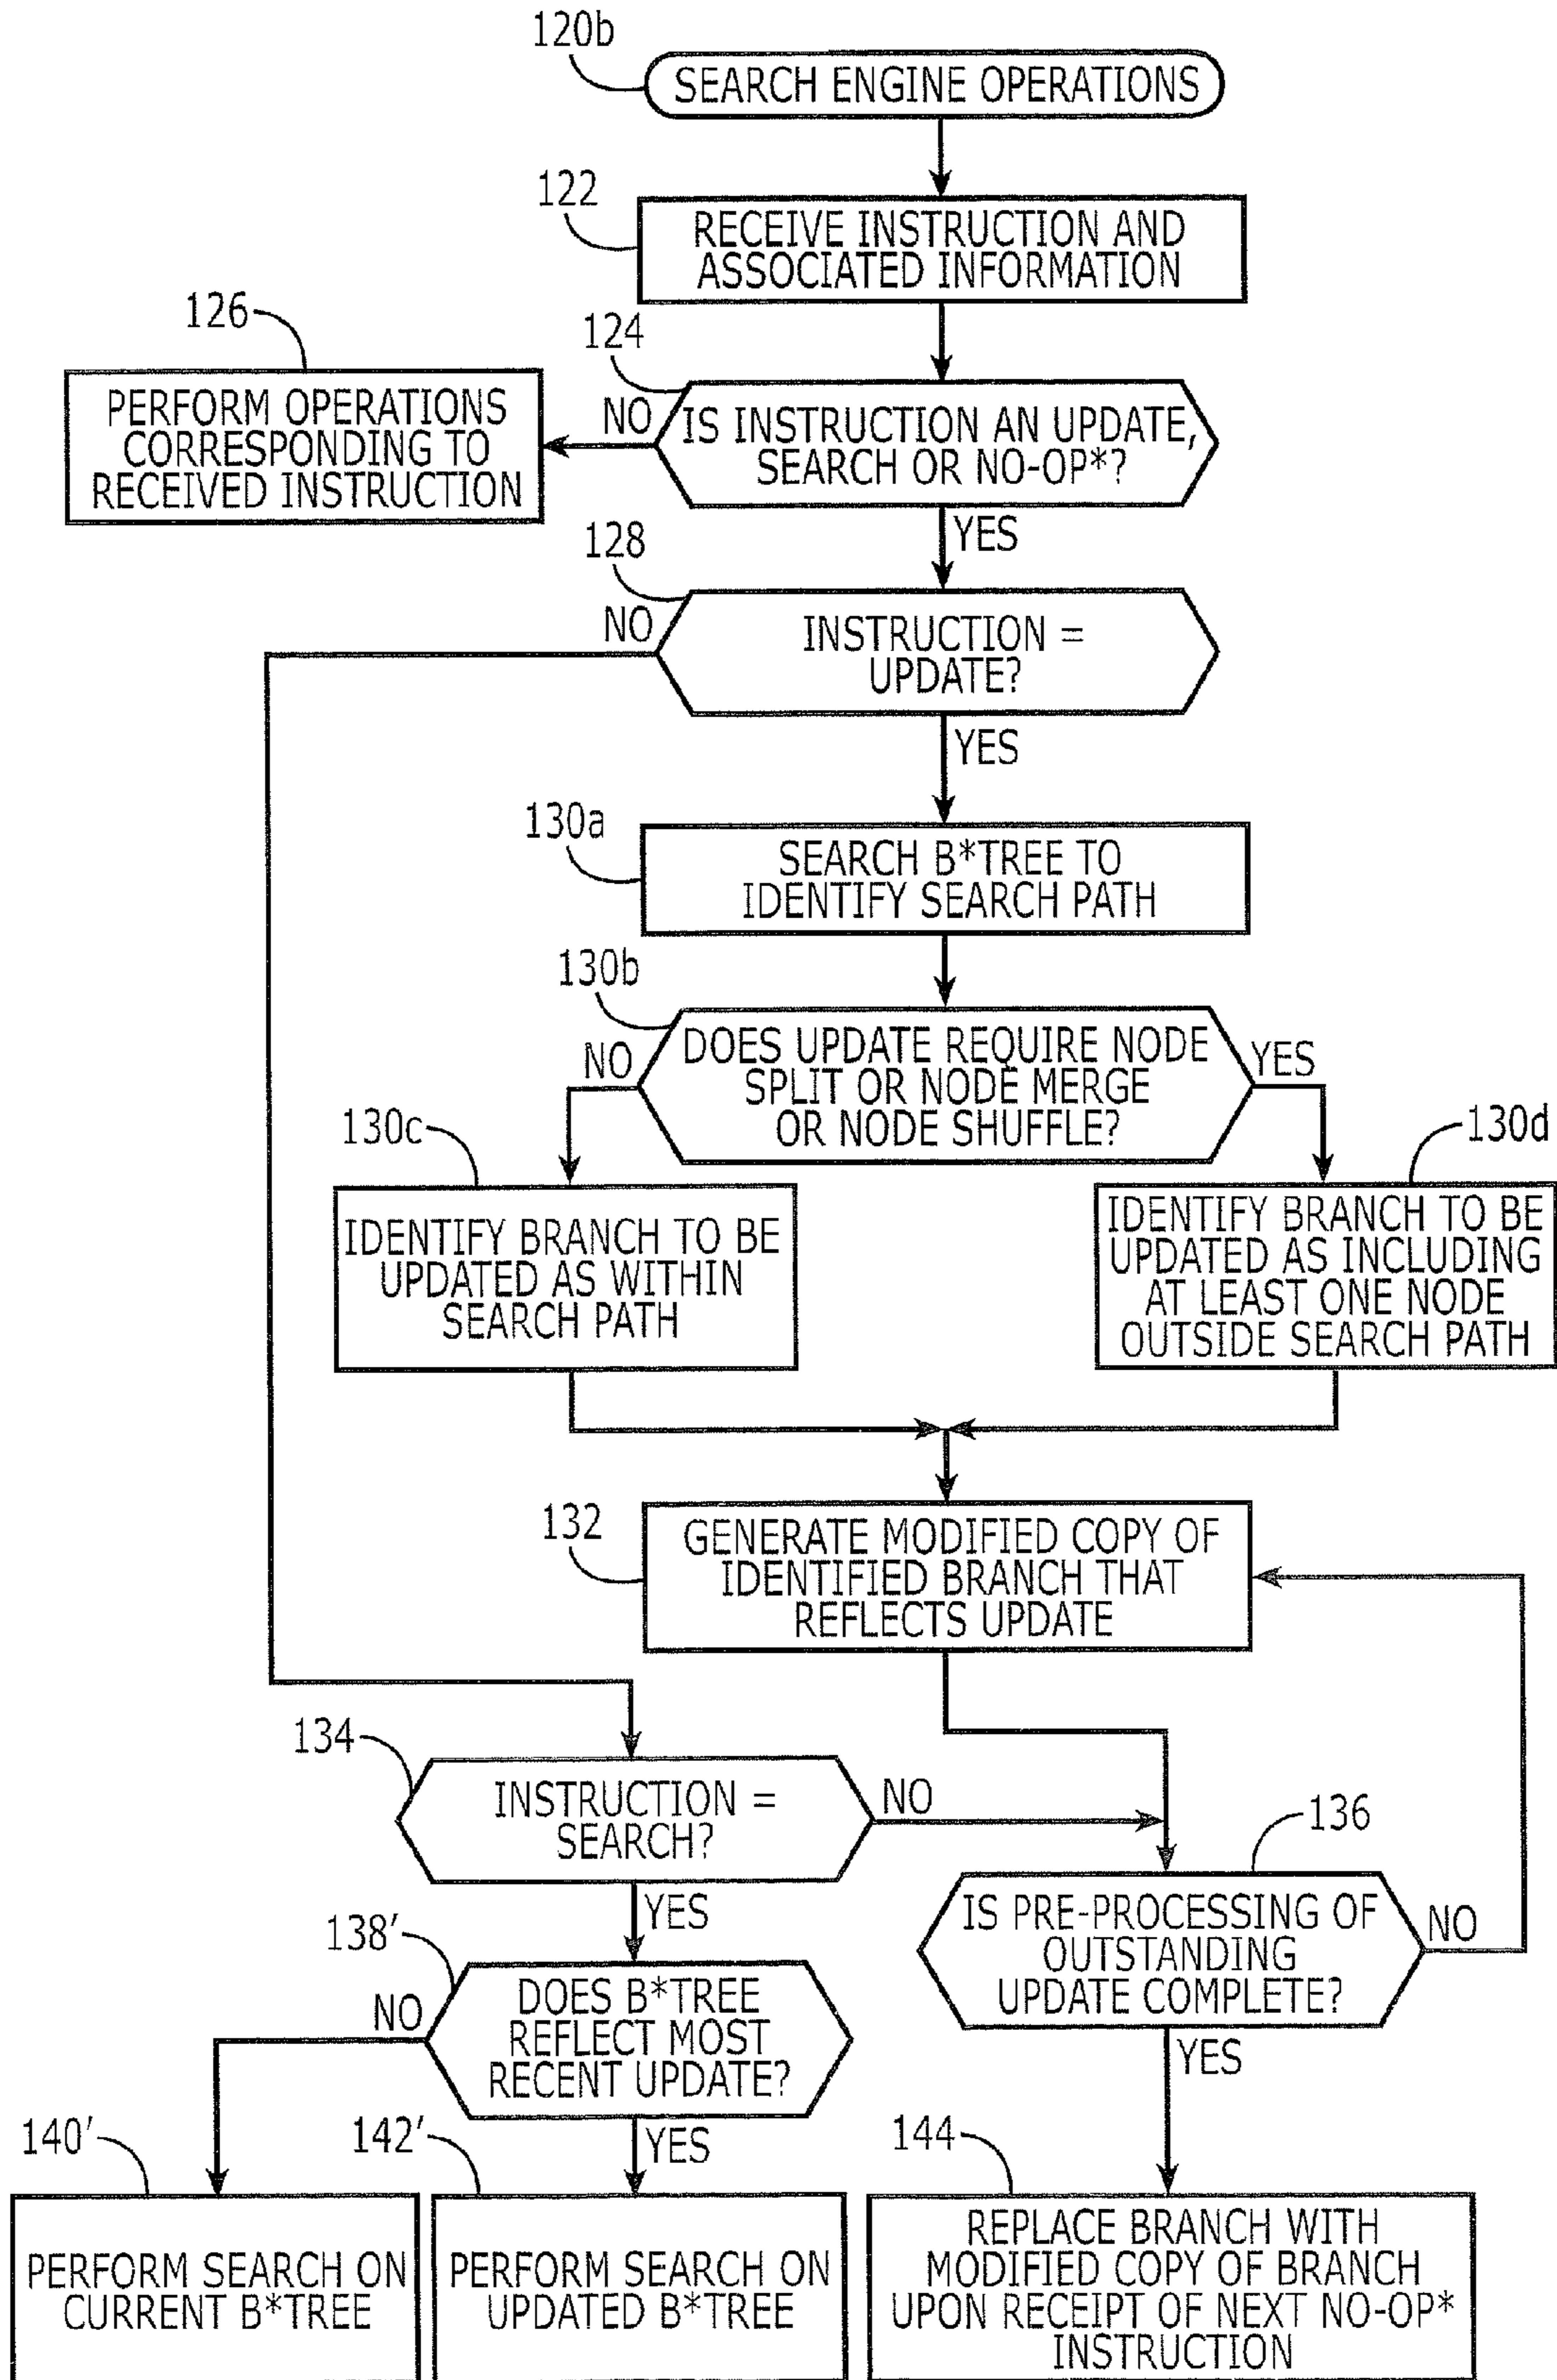 120b
SEARCH ENGINE OPERATIONS
122
RECEIVE INSTRUCTION AND
ASSOCIATED INFORMATION
126
124
PERFORM OPERATIONS
CORRESPONDING TO
RECEIVED INSTRUCTION
NO
IS INSTRUCTION AN UPDATE,
SEARCH OR NO-OP*?
YES
128
NO
INSTRUCTION =
UPDATE?
YES
130a
SEARCH B*TREE TO
IDENTIFY SEARCH PATH
130b
NO
DOES UPDATE REQUIRE NODE
SPLIT OR NODE MERGE
OR NODE SHUFFLE?
YES
130c
130d
IDENTIFY BRANCH TO BE
UPDATED AS WITHIN
SEARCH PATH
IDENTIFY BRANCH TO BE
UPDATED AS INCLUDING
AT LEAST ONE NODE
OUTSIDE SEARCH PATH
132
GENERATE MODIFIED COPY OF
IDENTIFIED BRANCH THAT
REFLECTS UPDATE
134
INSTRUCTION =
SEARCH?
NO
136
YES
IS PRE-PROCESSING OF
OUTSTANDING
UPDATE COMPLETE?
NO
138'
NO
DOES B*TREE
REFLECT MOST
RECENT UPDATE?
YES
YES
140'
142'
144
PERFORM SEARCH ON
CURRENT B*TREE
PERFORM SEARCH ON
UPDATED B*TREE
REPLACE BRANCH WITH
MODIFIED COPY OF BRANCH
UPON RECEIPT OF NEXT NO-OP*
INSTRUCTION